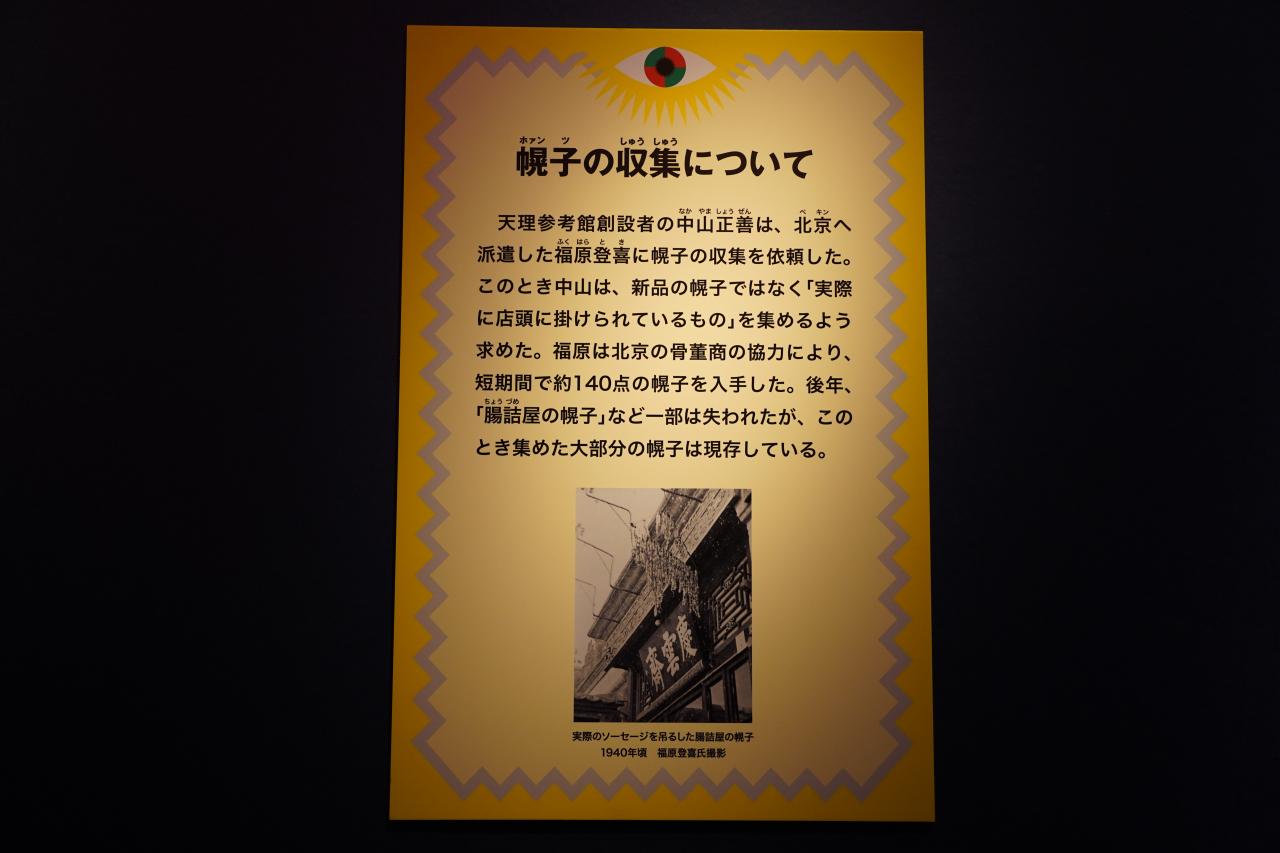 幌子の収集について
天理参考館創設者の中山正善は、北京へ
派遣した福原登喜に幌子の収集を依頼した。
このとき中山は、新品の幌子ではなく「実際
に店頭に掛けられているもの」を集めるよう
求めた。福原は北京の骨董商の協力により、
短期間で約140点の幌子を入手した。後年、
「腸詰屋の幌子」など一部は失われたが、この
とき集めた大部分の幌子は現存している。
齊雲慶
実際のソーセージを吊るした腸詰屋の幌子
1940年頃　福原登喜氏撮影